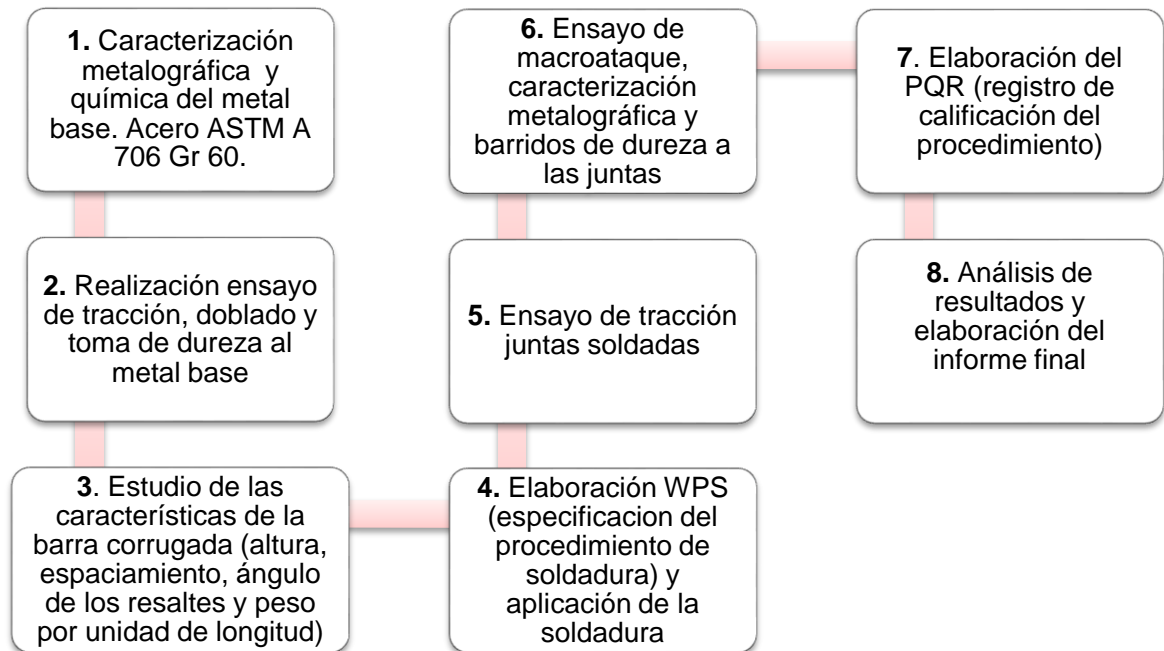 1. Caracterización
metalográfica y
química del metal
base. Acero ASTM A
706 Gr 60.
2. Realización ensayo
de tracción, doblado y
toma de dureza al
metal base
3. Estudio de las
características de la
barra corrugada (altura,
espaciamiento, ángulo
de los resaltes y peso
por unidad de longitud)
4. Elaboración WPS
(especificacion del
procedimiento de
soldadura) y
aplicación de la
soldadura
5. Ensayo de tracción
juntas soldadas
6. Ensayo de
macroataque,
caracterización
metalográfica y
barridos de dureza a
las juntas
7. Elaboración del
PQR (registro de
calificación del
procedimiento)
8. Análisis de
resultados y
elaboración del
informe final